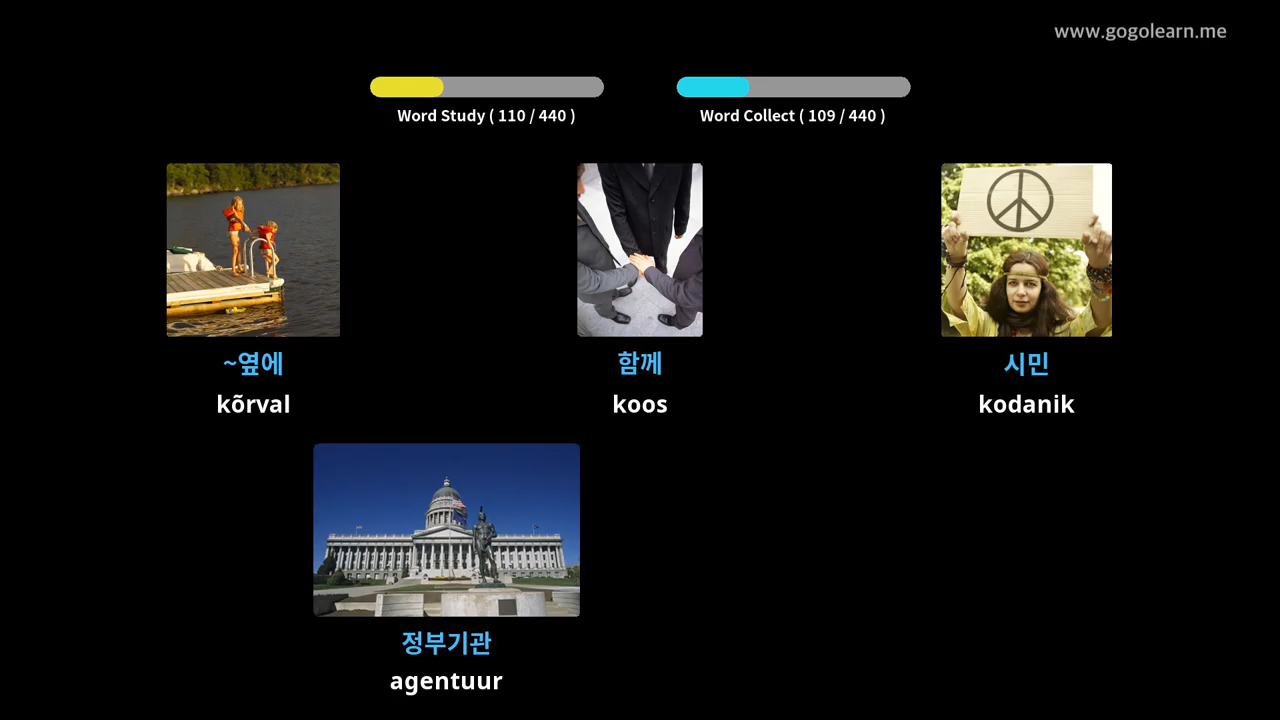 www.gogolearn.me
Word Study ( 110 / 440 )
Word Collect ( 109 / 440 )
~옆에
kõrval
함께
koos
시민
kodanik
정부기관
agentuur